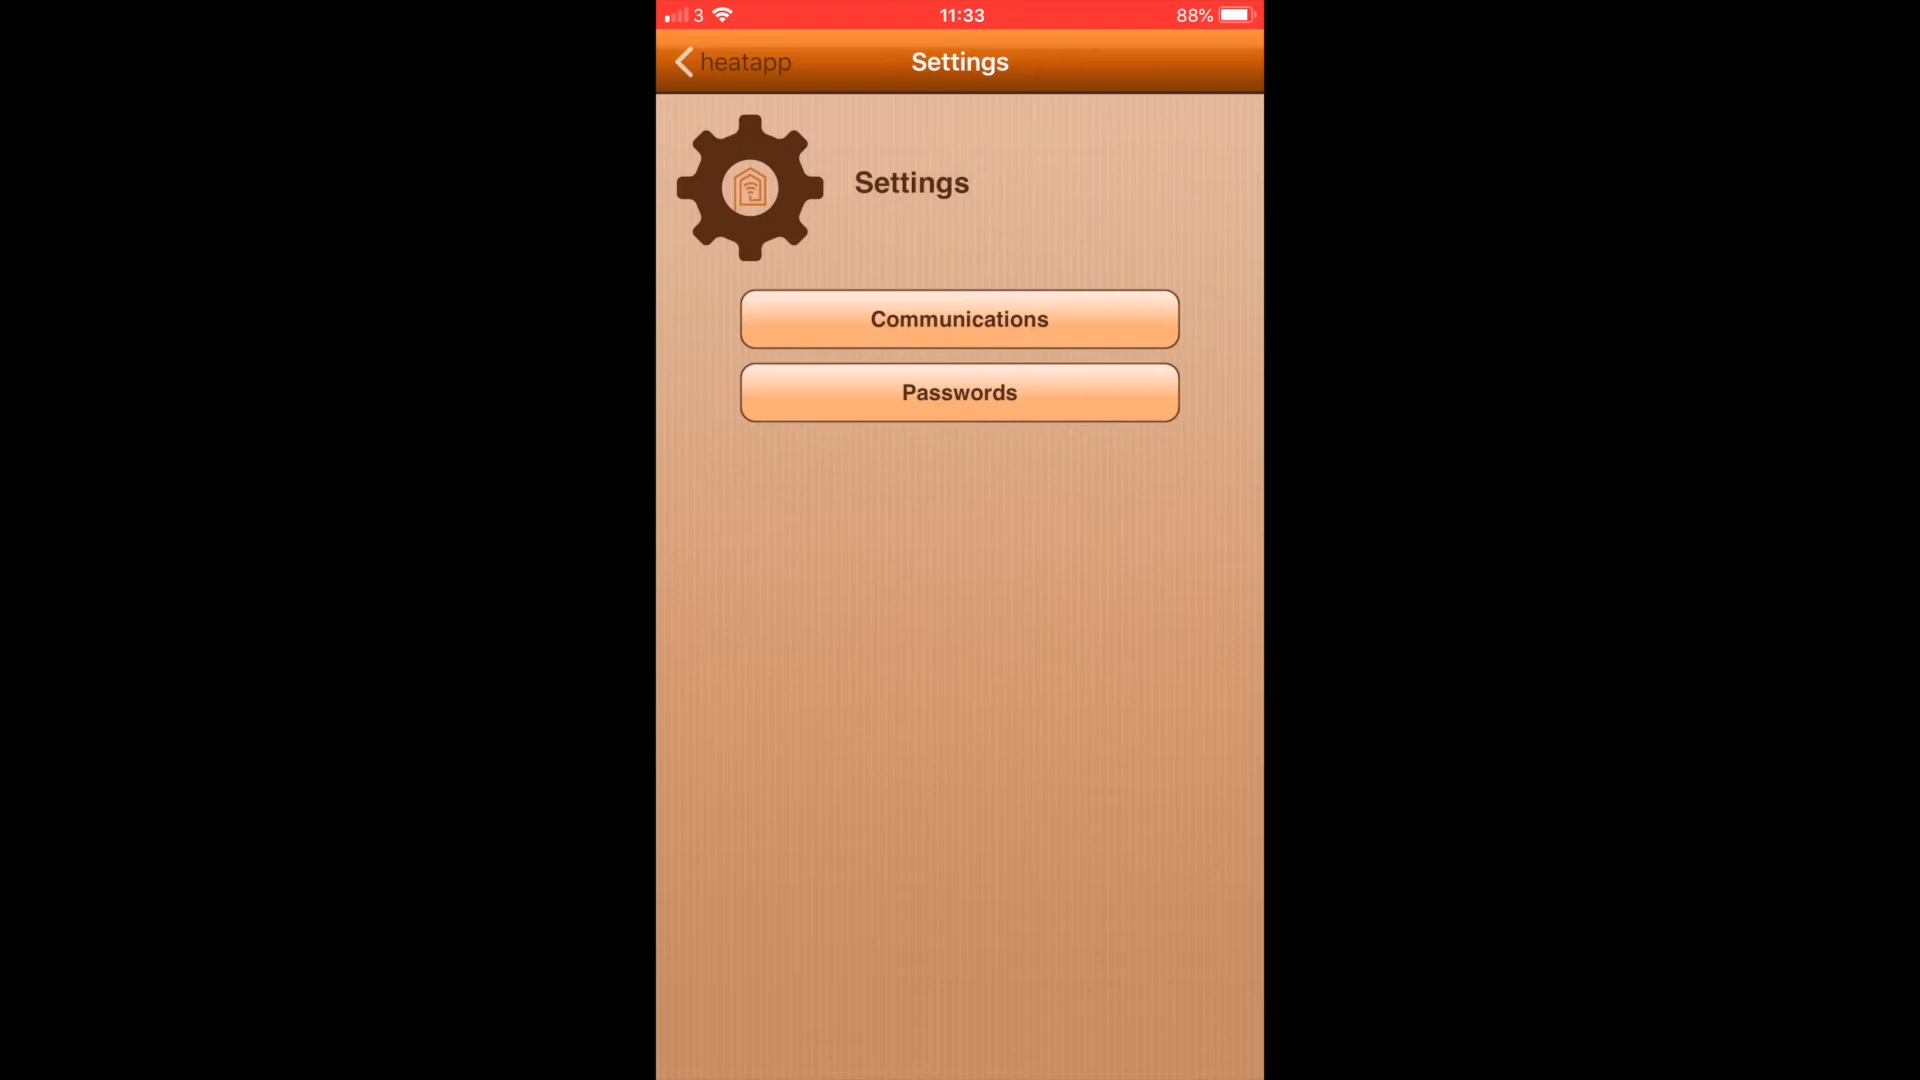 3 11:33 88%
heatapp Settings
Settings
Communications
Passwords